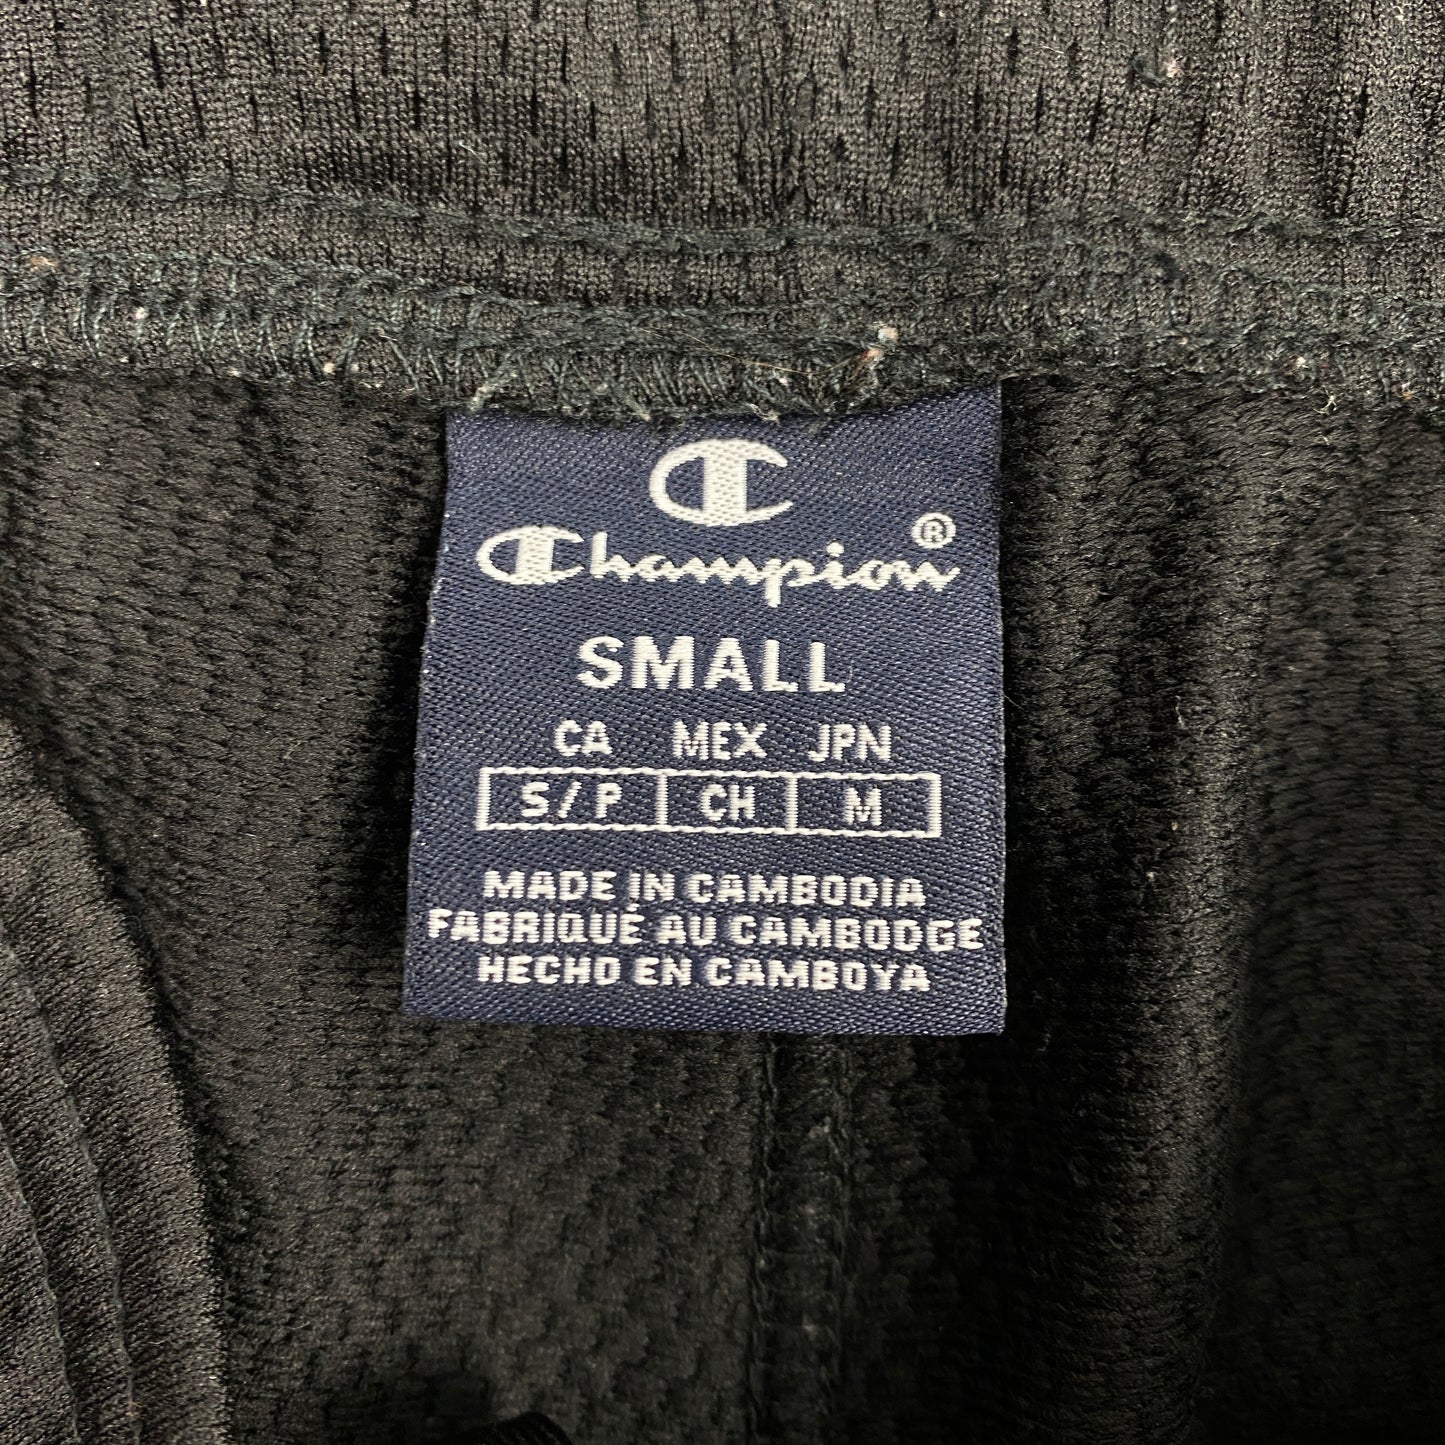 Champion®
SMALL
CA MEX JPN
S/P CH M
MADE IN CAMBODIA
FABRIQUÉ AU CAMBODGE
HECHO EN CAMBOYA